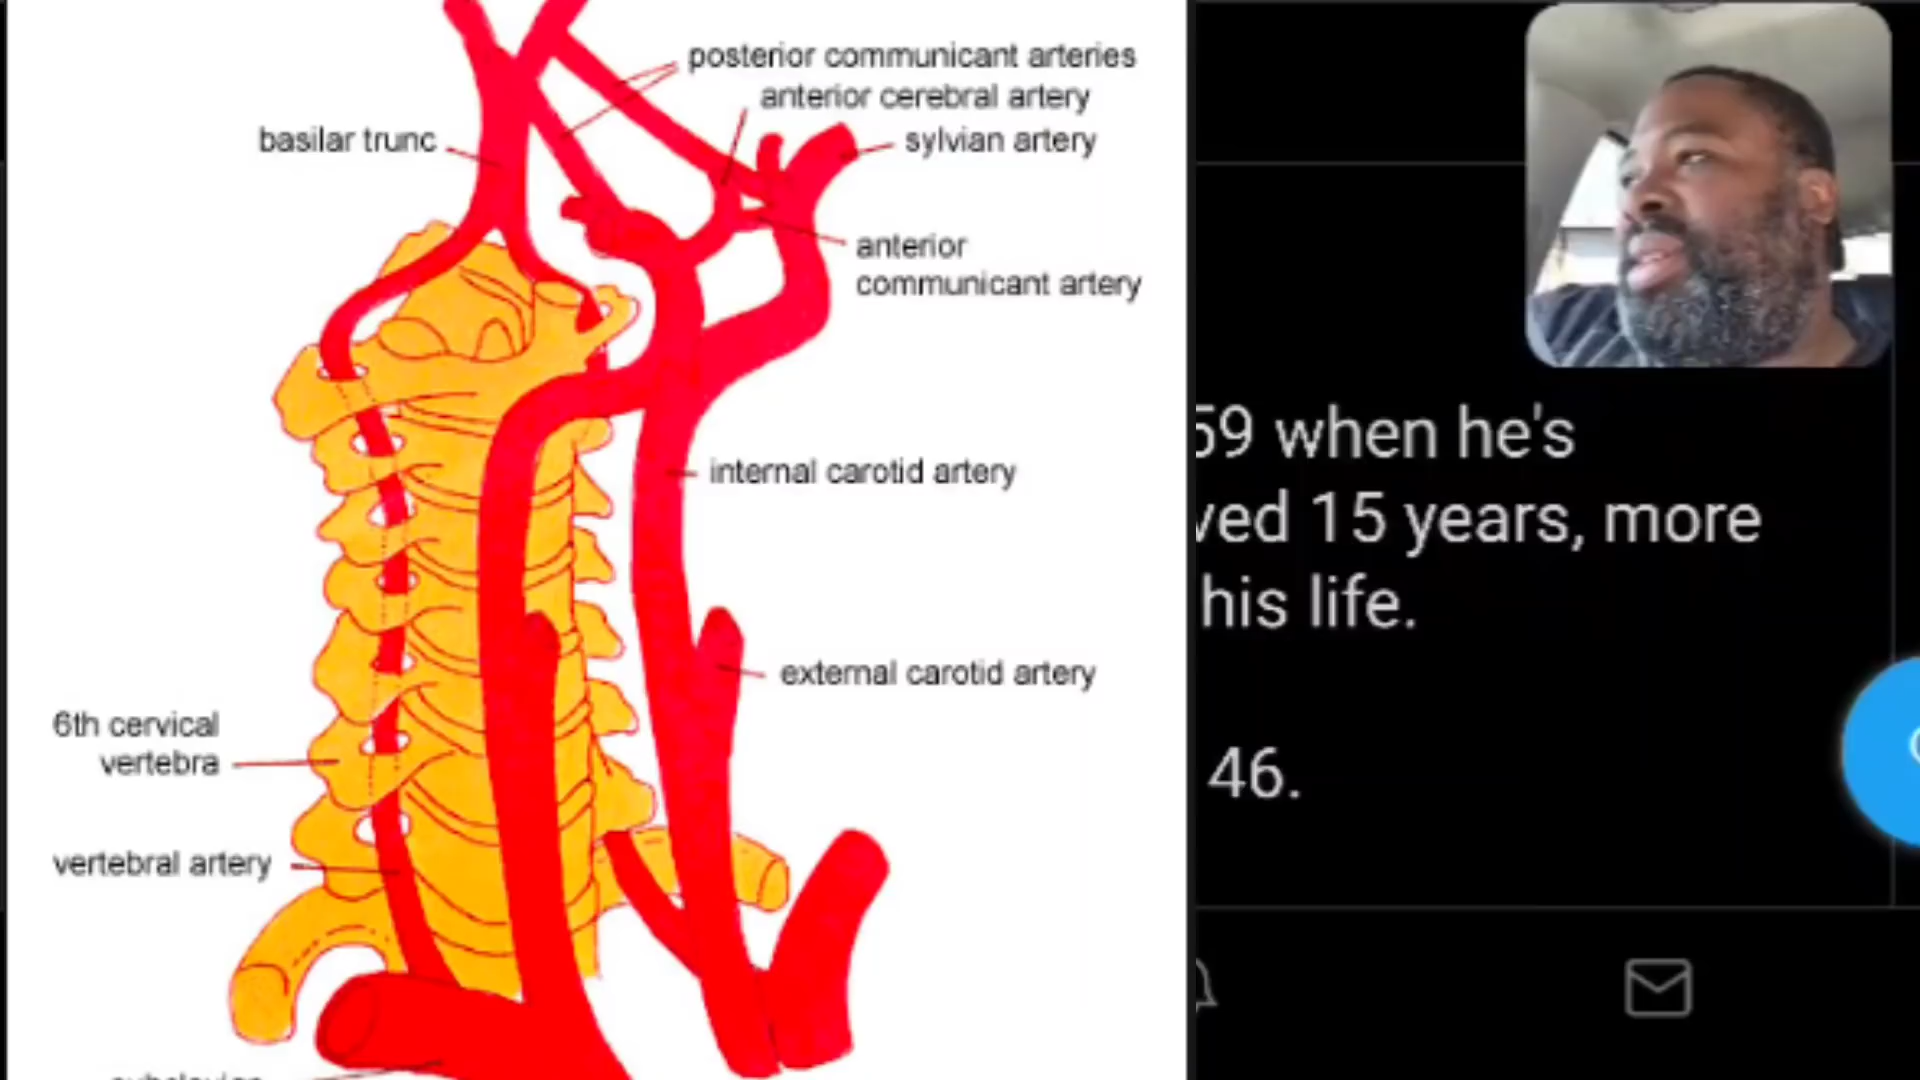 posterior communicant arteries
anterior cerebral artery
basilar trunc
sylvian artery
anterior
communicant artery
internal carotid artery
external carotid artery
6th cervical
vertebra
vertebral artery
59 when he's
15 years, more
his life.
46.